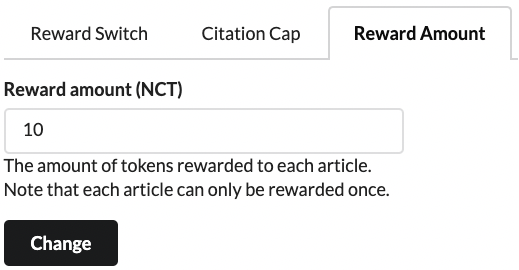 Reward Switch Citation Cap Reward Amount
Reward amount (NCT)
10
The amount of tokens rewarded to each article.
Note that each article can only be rewarded once.
Change